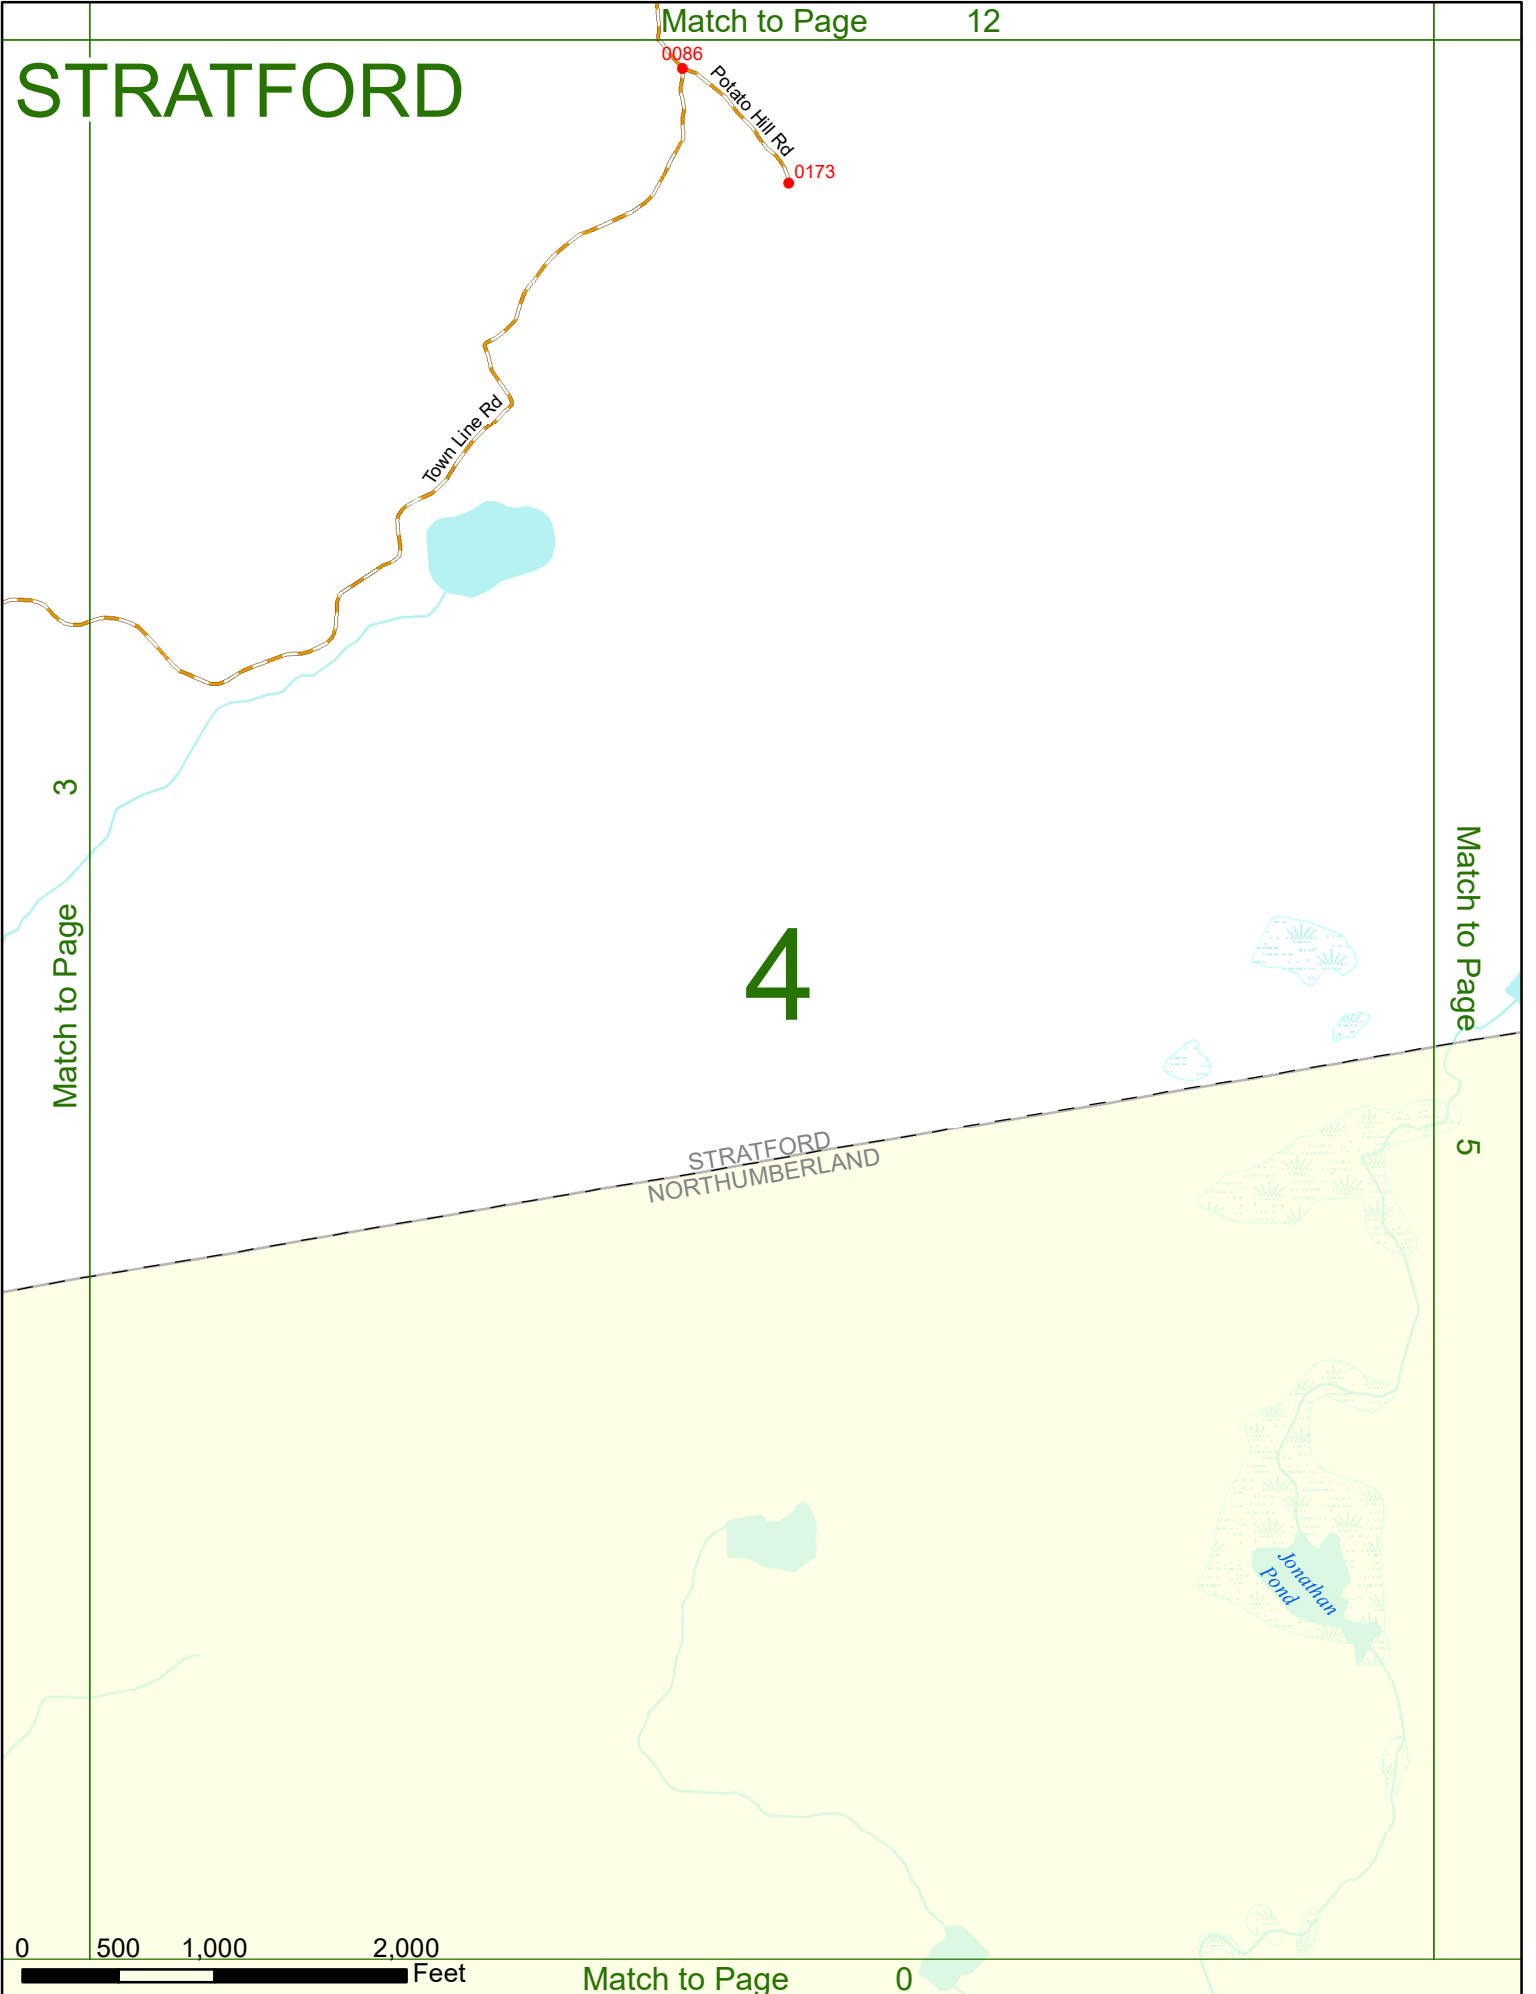 Match to Page 12
STRATFORD
0086
Potato Hill Rd
0173
Town Line Rd
Match to Page 3
4
Match to Page 5
STRATFORD
NORTHUMBERLAND
Jonathan
Pond
0 500 1,000 2,000
Feet
Match to Page 0